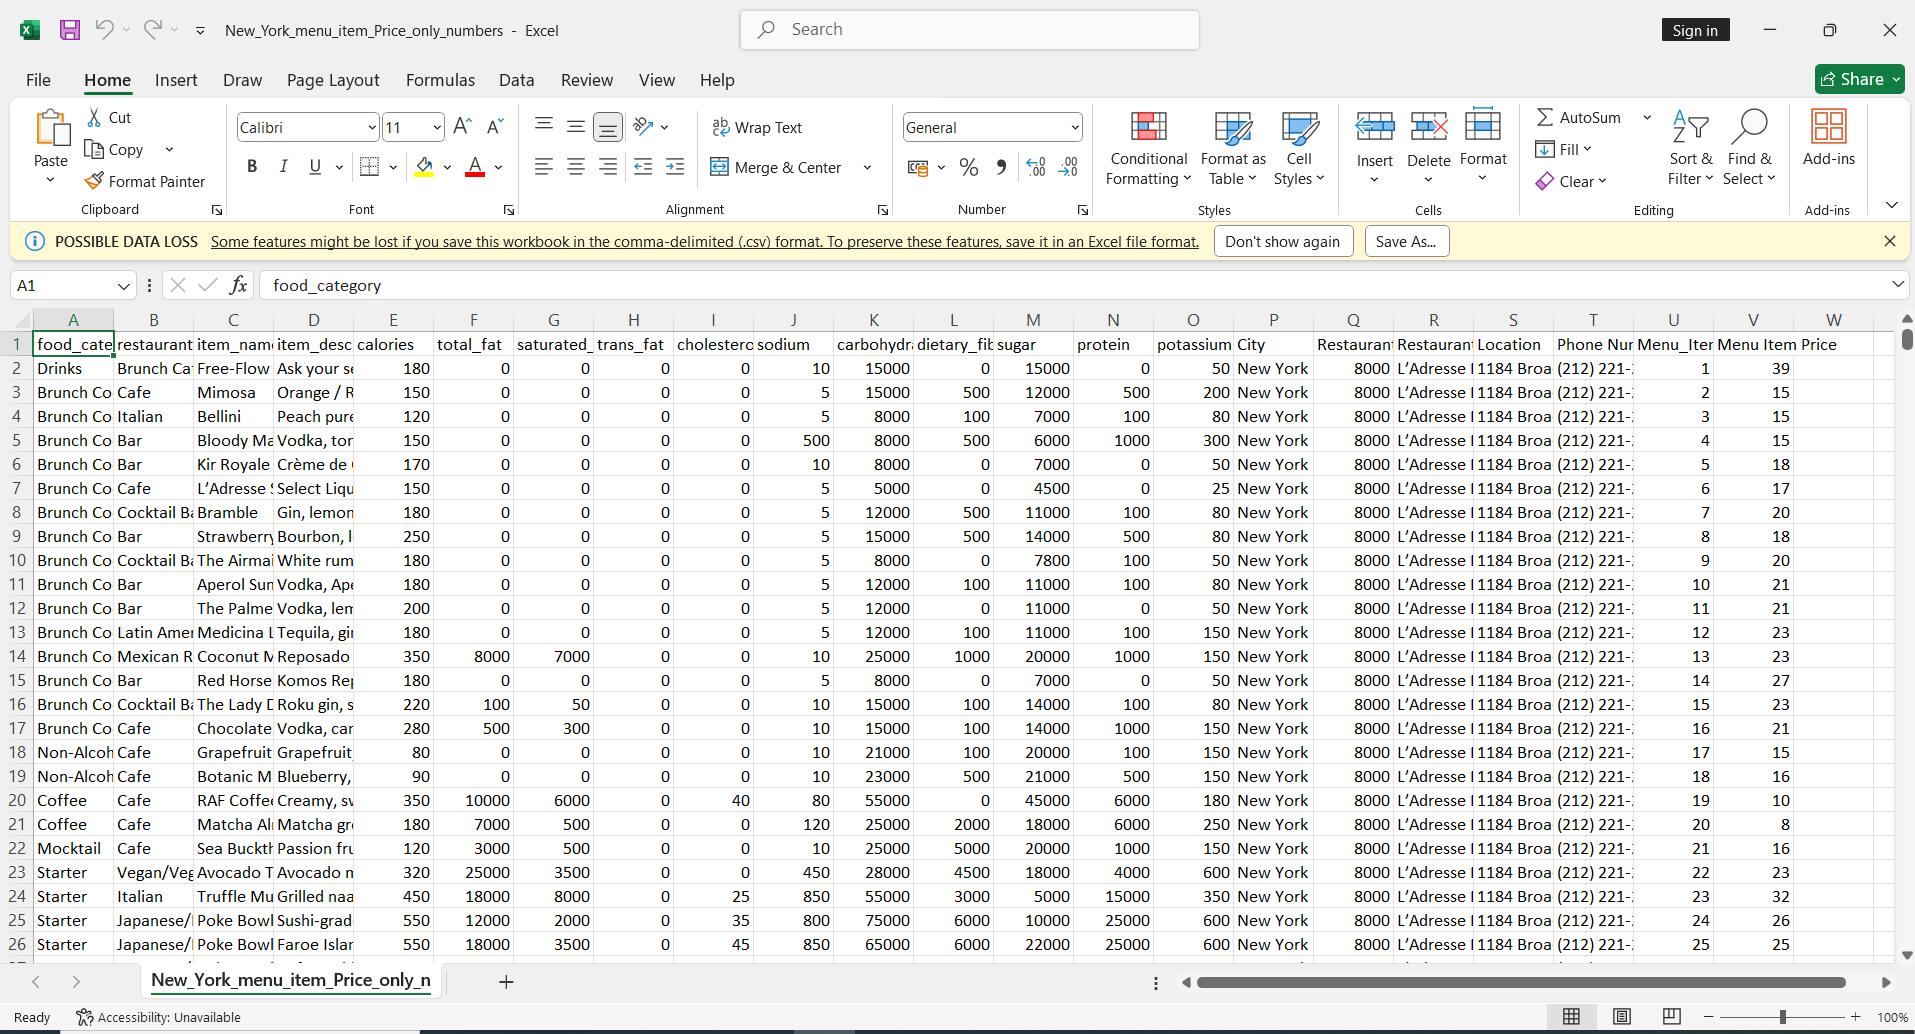 New_York_menu_item_Price_only_numbers - Excel
Search
Sign in
File Home Insert Draw Page Layout Formulas Data Review View Help
Share
Paste
Cut
Copy
Format Painter
Clipboard
Calibri 11
B I U
Font
Wrap Text
Merge & Center
Alignment
General
Number
Conditional Formatting
Format as Table
Cell Styles
Styles
Insert Delete Format
Cells
AutoSum
Fill
Clear
Sort & Filter
Find & Select
Editing
Add-ins
Add-ins
POSSIBLE DATA LOSS Some features might be lost if you save this workbook in the comma-delimited (.csv) format. To preserve these features, save it in an Excel file format. Don't show again Save As...
A1 fx food_category
A B C D E F G H I J K L M N O P Q R S T U V W
1 food_cate restaurant item_nam item_desc calories total_fat saturated_ trans_fat cholestero sodium carbohydr dietary_fib sugar protein potassium City Restauran Restauran Location Phone Nur Menu_Iter Menu Item Price
2 Drinks Brunch Caf Free-Flow Ask your se 180 0 0 0 0 10 15000 0 15000 0 50 New York 8000 L’Adresse 1184 Broa (212) 221- 1 39
3 Brunch Co Cafe Mimosa Orange / R 150 0 0 0 0 5 15000 500 12000 500 200 New York 8000 L’Adresse 1184 Broa (212) 221- 2 15
4 Brunch Co Italian Bellini Peach pure 120 0 0 0 0 5 8000 100 7000 100 80 New York 8000 L’Adresse 1184 Broa (212) 221- 3 15
5 Brunch Co Bar Bloody Ma Vodka, tor 150 0 0 0 0 500 8000 500 6000 1000 300 New York 8000 L’Adresse 1184 Broa (212) 221- 4 15
6 Brunch Co Bar Kir Royale Crème de 170 0 0 0 0 10 8000 0 7000 0 50 New York 8000 L’Adresse 1184 Broa (212) 221- 5 18
7 Brunch Co Cafe L’Adresse S Select Liqu 150 0 0 0 0 5 5000 0 4500 0 25 New York 8000 L’Adresse 1184 Broa (212) 221- 6 17
8 Brunch Co Cocktail Ba Bramble Gin, lemon 180 0 0 0 0 5 12000 500 11000 100 80 New York 8000 L’Adresse 1184 Broa (212) 221- 7 20
9 Brunch Co Bar Strawberry Bourbon, l 250 0 0 0 0 5 15000 500 14000 500 80 New York 8000 L’Adresse 1184 Broa (212) 221- 8 18
10 Brunch Co Cocktail Ba The Airmai White rum 180 0 0 0 0 5 8000 0 7800 100 50 New York 8000 L’Adresse 1184 Broa (212) 221- 9 20
11 Brunch Co Bar Aperol Sun Vodka, Ape 180 0 0 0 0 5 12000 100 11000 100 80 New York 8000 L’Adresse 1184 Broa (212) 221- 10 21
12 Brunch Co Bar The Palme Vodka, lem 200 0 0 0 0 5 12000 0 11000 0 50 New York 8000 L’Adresse 1184 Broa (212) 221- 11 21
13 Brunch Co Latin Amer Medicina L Tequila, gi 180 0 0 0 0 5 12000 100 11000 100 150 New York 8000 L’Adresse 1184 Broa (212) 221- 12 23
14 Brunch Co Mexican R Coconut M Reposado 350 8000 7000 0 0 10 25000 1000 20000 1000 150 New York 8000 L’Adresse 1184 Broa (212) 221- 13 23
15 Brunch Co Bar Red Horse Komos Rep 180 0 0 0 0 5 8000 0 7000 0 50 New York 8000 L’Adresse 1184 Broa (212) 221- 14 27
16 Brunch Co Cocktail Ba The Lady D Roku gin, s 220 100 50 0 0 10 15000 100 14000 100 80 New York 8000 L’Adresse 1184 Broa (212) 221- 15 23
17 Brunch Co Cafe Chocolate Vodka, car 280 500 300 0 0 10 15000 100 14000 1000 150 New York 8000 L’Adresse 1184 Broa (212) 221- 16 21
18 Non-Alcoh Cafe Grapefruit Grapefruit, 80 0 0 0 0 10 21000 100 20000 100 150 New York 8000 L’Adresse 1184 Broa (212) 221- 17 15
19 Non-Alcoh Cafe Botanic M Blueberry, 90 0 0 0 0 10 23000 500 21000 500 150 New York 8000 L’Adresse 1184 Broa (212) 221- 18 16
20 Coffee Cafe RAF Coffee Creamy, sv 350 10000 6000 0 40 80 55000 0 45000 6000 180 New York 8000 L’Adresse 1184 Broa (212) 221- 19 10
21 Coffee Cafe Matcha Al Matcha gr 180 7000 500 0 0 120 25000 2000 18000 6000 250 New York 8000 L’Adresse 1184 Broa (212) 221- 20 8
22 Mocktail Cafe Sea Buckth Passion fru 120 3000 500 0 0 10 25000 5000 20000 1000 150 New York 8000 L’Adresse 1184 Broa (212) 221- 21 16
23 Starter Vegan/Veg Avocado T Avocado m 320 25000 3500 0 0 450 28000 4500 18000 4000 600 New York 8000 L’Adresse 1184 Broa (212) 221- 22 23
24 Starter Italian Truffle Mu Grilled naa 450 18000 8000 0 25 850 55000 3000 5000 15000 350 New York 8000 L’Adresse 1184 Broa (212) 221- 23 32
25 Starter Japanese/ Poke Bowl Sushi-grad 550 12000 2000 0 35 800 75000 6000 10000 25000 600 New York 8000 L’Adresse 1184 Broa (212) 221- 24 26
26 Starter Japanese/ Poke Bowl Faroe Islar 550 18000 3500 0 45 850 65000 6000 22000 25000 600 New York 8000 L’Adresse 1184 Broa (212) 221- 25 25
New_York_menu_item_Price_only_n
Ready Accessibility: Unavailable 100%